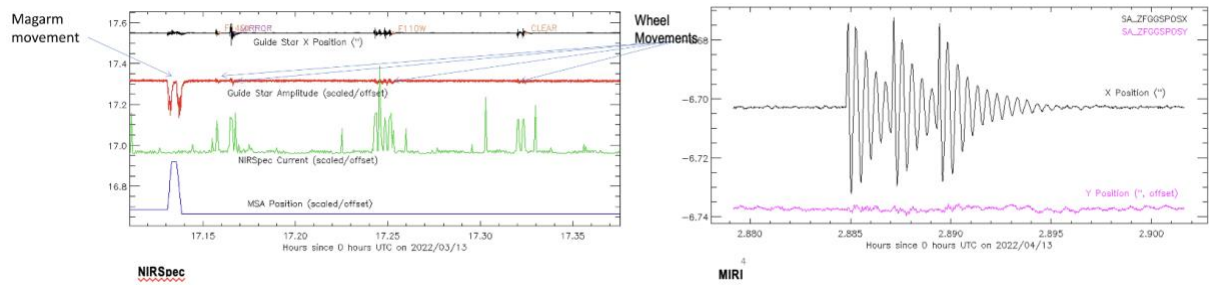 Magarm
movement
17.6
17.4
17.2
17.0
16.8
MIRROR
F110W
CLEAR
Guide Star X Position (")
Guide Star Amplitude (scaled/offset)
NIRSpec Current (scaled/offset)
MSA Position (scaled/offset)
17.15
17.20
17.25
17.30
17.35
Hours since 0 hours UTC on 2022/03/13
NIRSpec
Wheel
Movements
SA_ZFGGSPOSX
SA_ZFGGSPOSY
X Position (")
-6.70
-6.72
-6.74
Y Position (", offset)
2.880
2.885
2.890
2.895
2.900
Hours since 0 hours UTC on 2022/04/13
4
MIRI